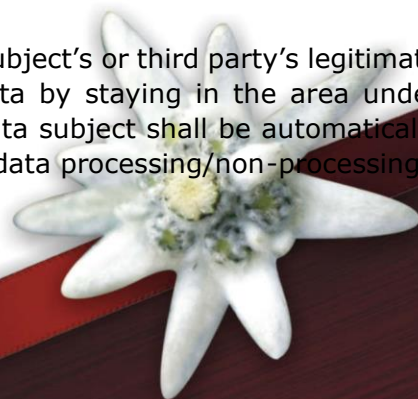 ubject’s or third party’s legitimat
ta by staying in the area unde
ta subject shall be automatical
data processing/non-processing